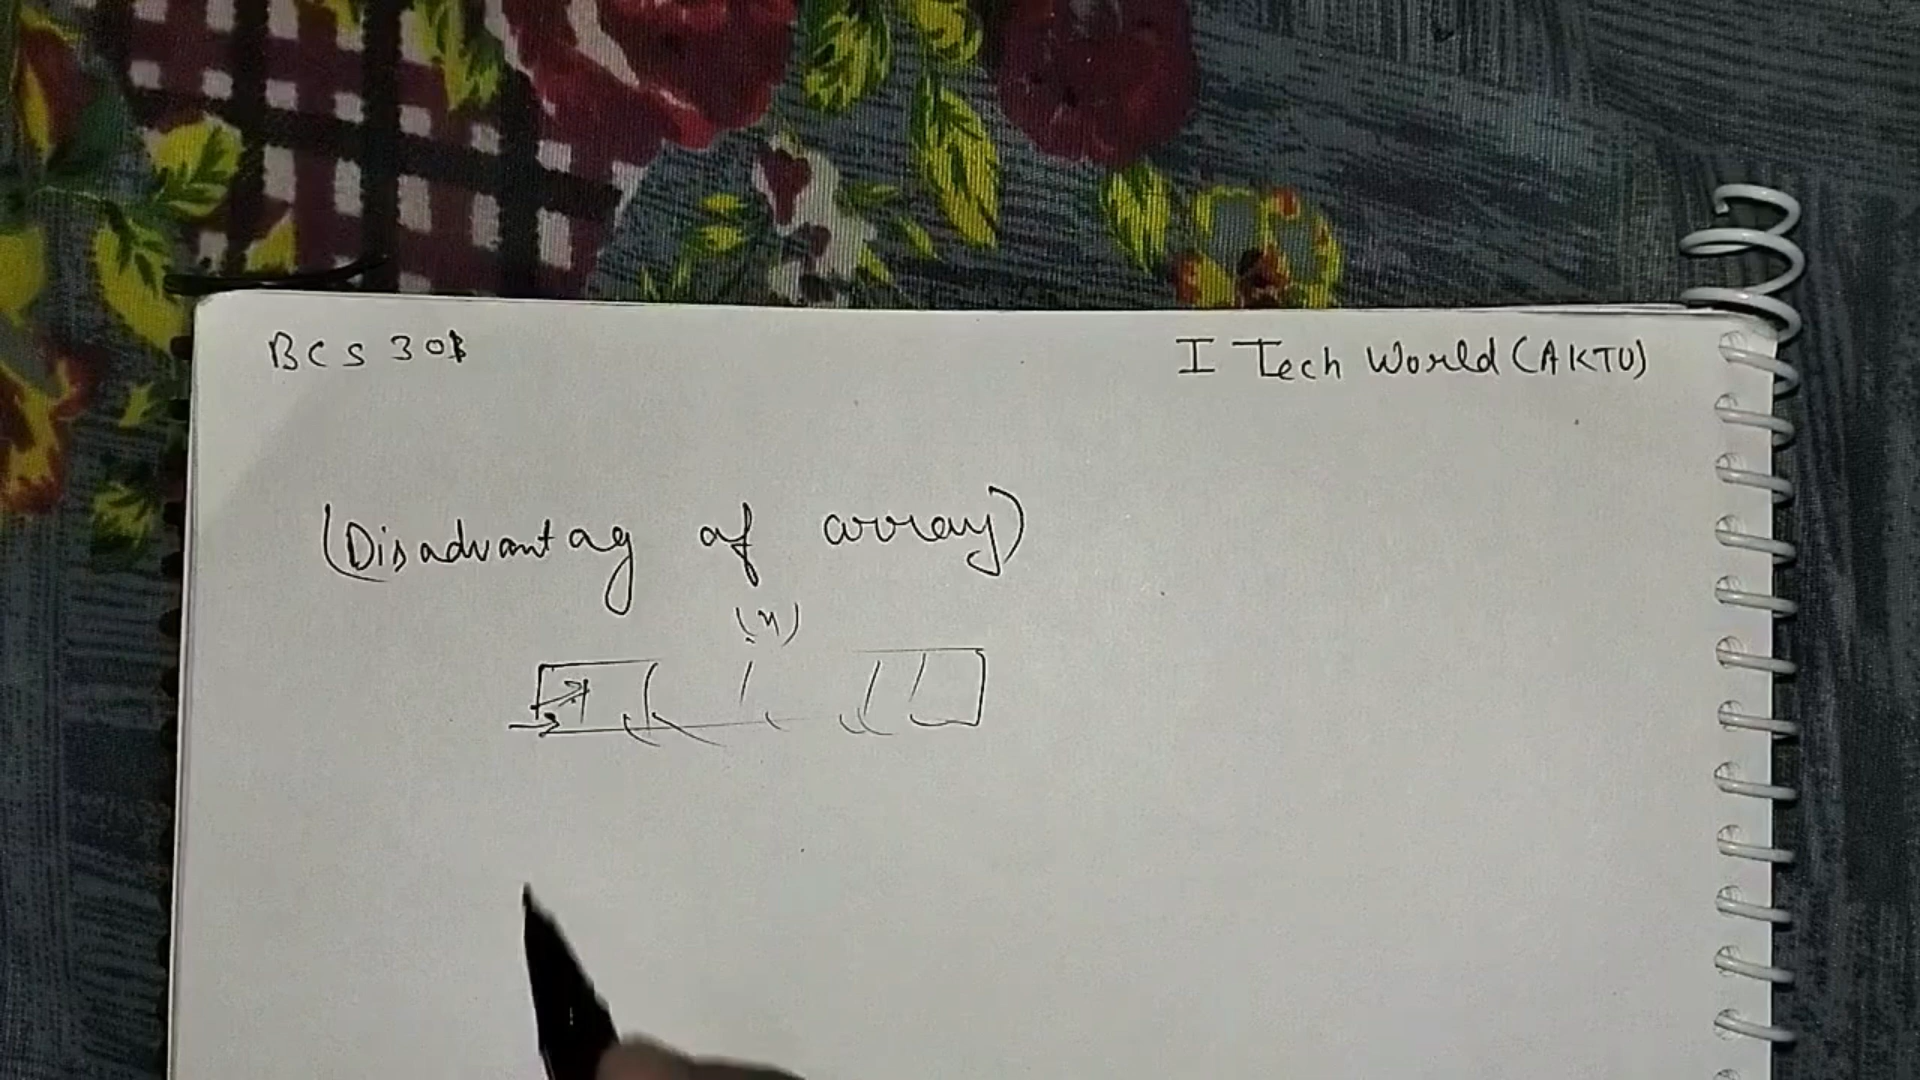 BCS 301
I Tech World (AKTU)
(Disadvantag of array)
(n)